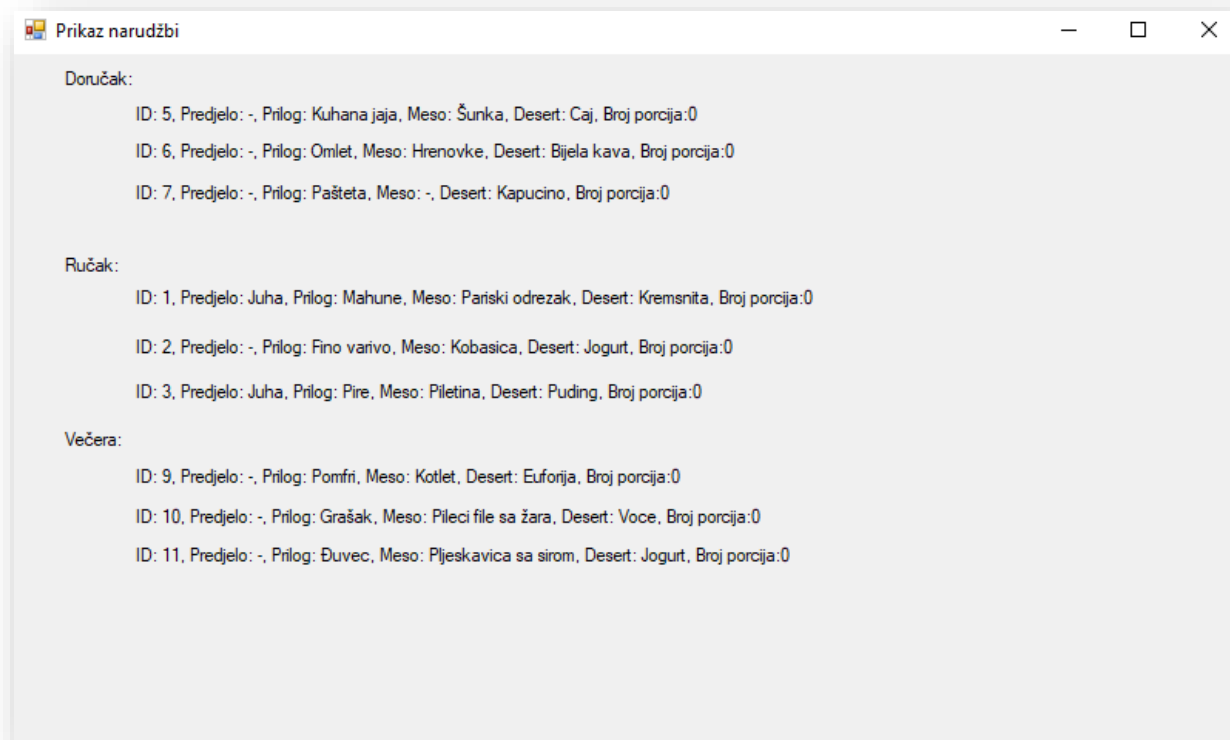 Prikaz narudžbi
Doručak:
ID: 5, Predjelo: -, Prilog: Kuhana jaja, Meso: Šunka, Desert: Caj, Broj porcija:0
ID: 6, Predjelo: -, Prilog: Omlet, Meso: Hrenovke, Desert: Bijela kava, Broj porcija:0
ID: 7, Predjelo: -, Prilog: Pašteta, Meso: -, Desert: Kapucino, Broj porcija:0
Ručak:
ID: 1, Predjelo: Juha, Prilog: Mahune, Meso: Pariski odrezak, Desert: Kremsnita, Broj porcija:0
ID: 2, Predjelo: -, Prilog: Fino varivo, Meso: Kobasica, Desert: Jogurt, Broj porcija:0
ID: 3, Predjelo: Juha, Prilog: Pire, Meso: Piletina, Desert: Puding, Broj porcija:0
Večera:
ID: 9, Predjelo: -, Prilog: Pomfri, Meso: Kotlet, Desert: Euforija, Broj porcija:0
ID: 10, Predjelo: -, Prilog: Grašak, Meso: Pileci file sa žara, Desert: Voce, Broj porcija:0
ID: 11, Predjelo: -, Prilog: Đuvec, Meso: Pljeskavica sa sirom, Desert: Jogurt, Broj porcija:0